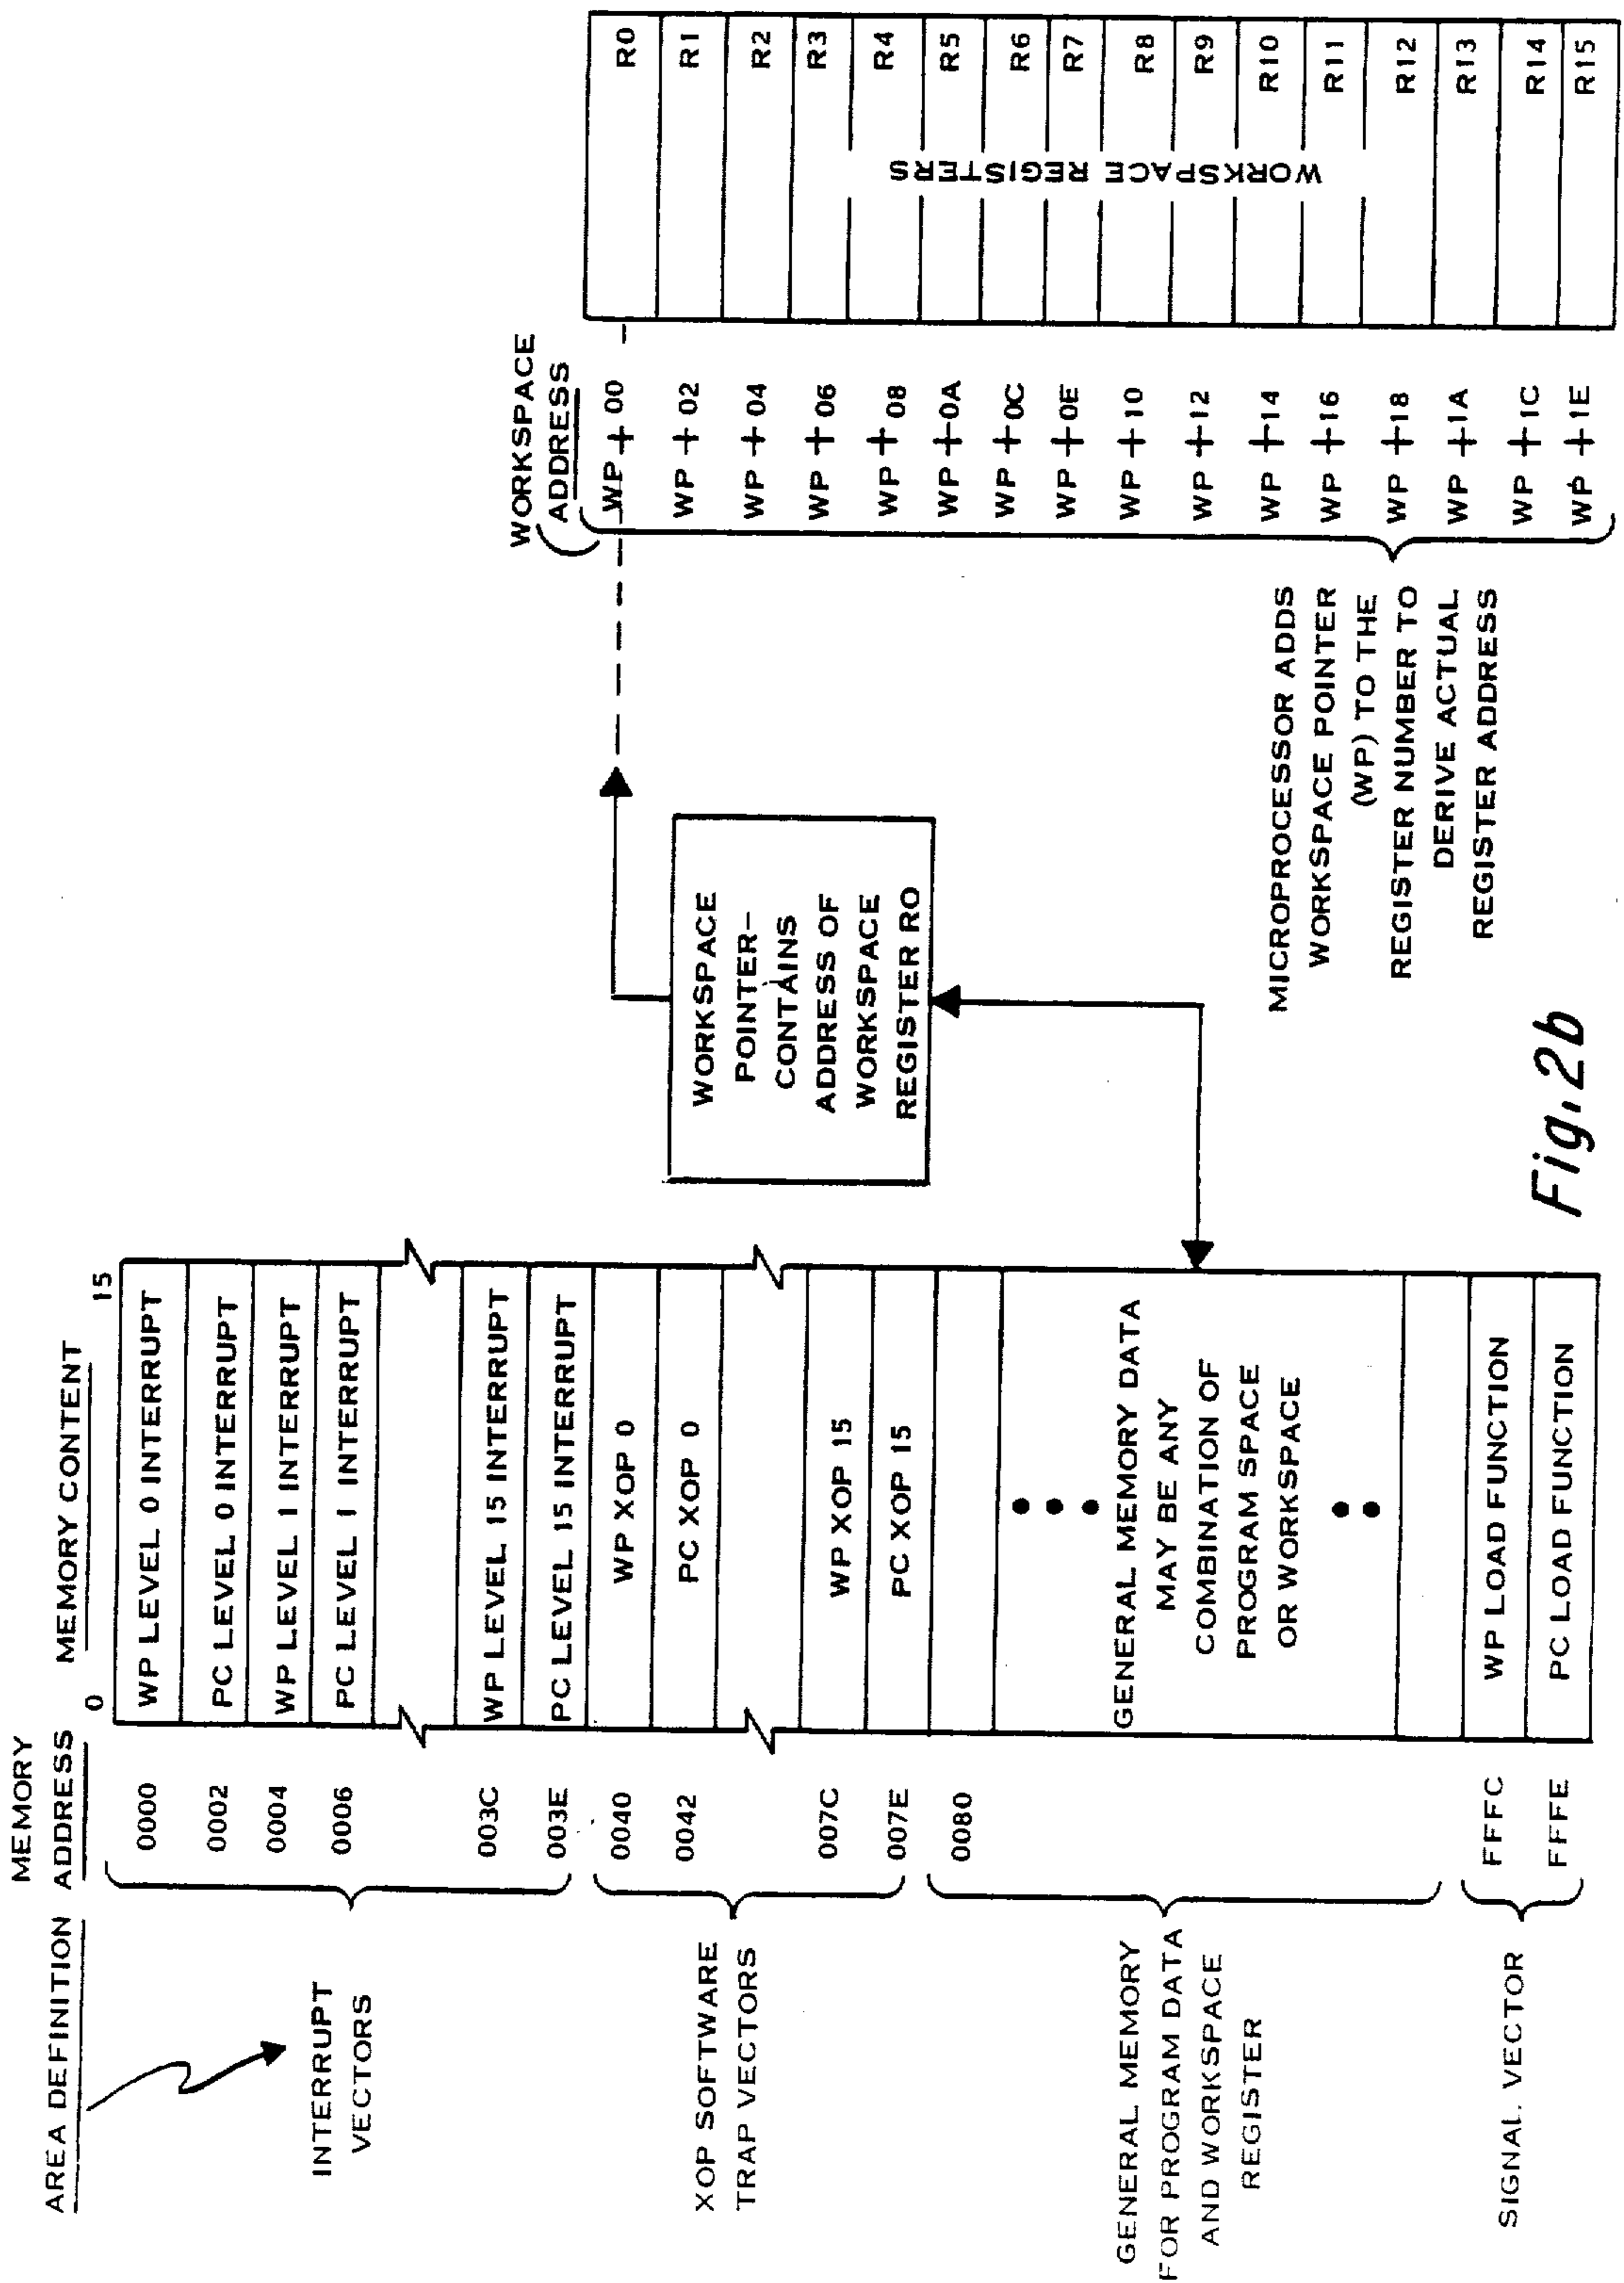 AREA DEFINITION
MEMORY
ADDRESS
MEMORY CONTENT
0 15
INTERRUPT
VECTORS
0000 WP LEVEL 0 INTERRUPT
0002 PC LEVEL 0 INTERRUPT
0004 WP LEVEL 1 INTERRUPT
0006 PC LEVEL 1 INTERRUPT
003C WP LEVEL 15 INTERRUPT
003E PC LEVEL 15 INTERRUPT
XOP SOFTWARE
TRAP VECTORS
0040 WP XOP 0
0042 PC XOP 0
007C WP XOP 15
007E PC XOP 15
0080
GENERAL MEMORY
FOR PROGRAM DATA
AND WORKSPACE
REGISTER
GENERAL MEMORY DATA
MAY BE ANY
COMBINATION OF
PROGRAM SPACE
OR WORKSPACE
SIGNAL. VECTOR
FFFC WP LOAD FUNCTION
FFFE PC LOAD FUNCTION
WORKSPACE
POINTER-
CONTAINS
ADDRESS OF
WORKSPACE
REGISTER RO
WORKSPACE
ADDRESS
WP + 00 R0
WP + 02 R1
WP + 04 R2
WP + 06 R3
WP + 08 R4
WP + 0A R5
WP + 0C R6
WP + 0E R7
WP + 10 R8
WP + 12 R9
WP + 14 R10
WP + 16 R11
WP + 18 R12
WP + 1A R13
WP + 1C R14
WP + 1E R15
WORKSPACE REGISTERS
MICROPROCESSOR ADDS
WORKSPACE POINTER
(WP) TO THE
REGISTER NUMBER TO
DERIVE ACTUAL
REGISTER ADDRESS
Fig. 2b